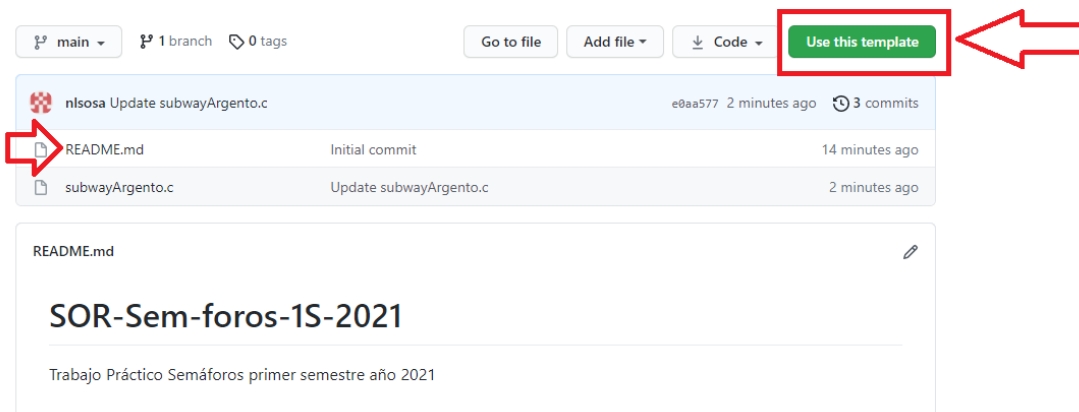 main 1 branch 0 tags Go to file Add file Code Use this template
nlsosa Update subwayArgento.c e0aa577 2 minutes ago 3 commits
README.md Initial commit 14 minutes ago
subwayArgento.c Update subwayArgento.c 2 minutes ago
README.md
SOR-Sem-foros-1S-2021
Trabajo Práctico Semáforos primer semestre año 2021